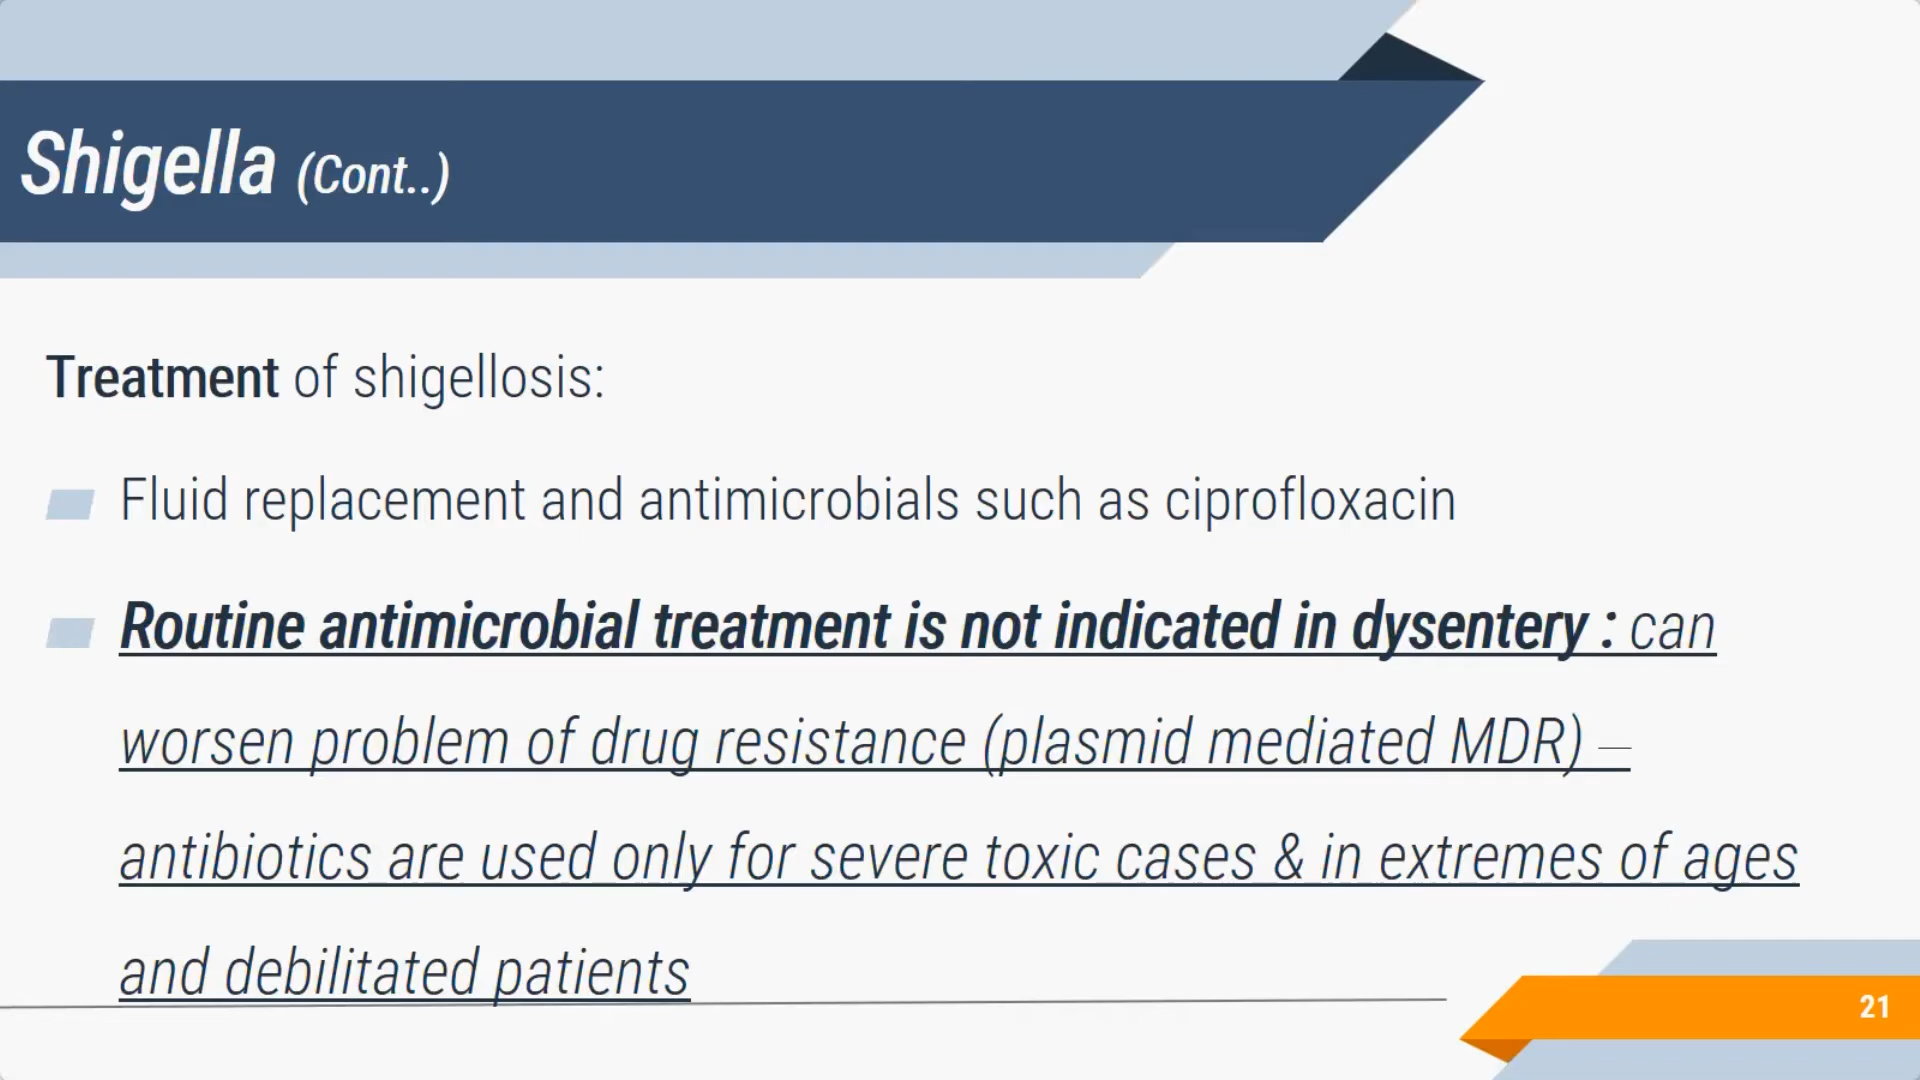 Shigella (Cont..)
Treatment of shigellosis:
Fluid replacement and antimicrobials such as ciprofloxacin
Routine antimicrobial treatment is not indicated in dysentery : can
worsen problem of drug resistance (plasmid mediated MDR) –
antibiotics are used only for severe toxic cases & in extremes of ages
and debilitated patients
21